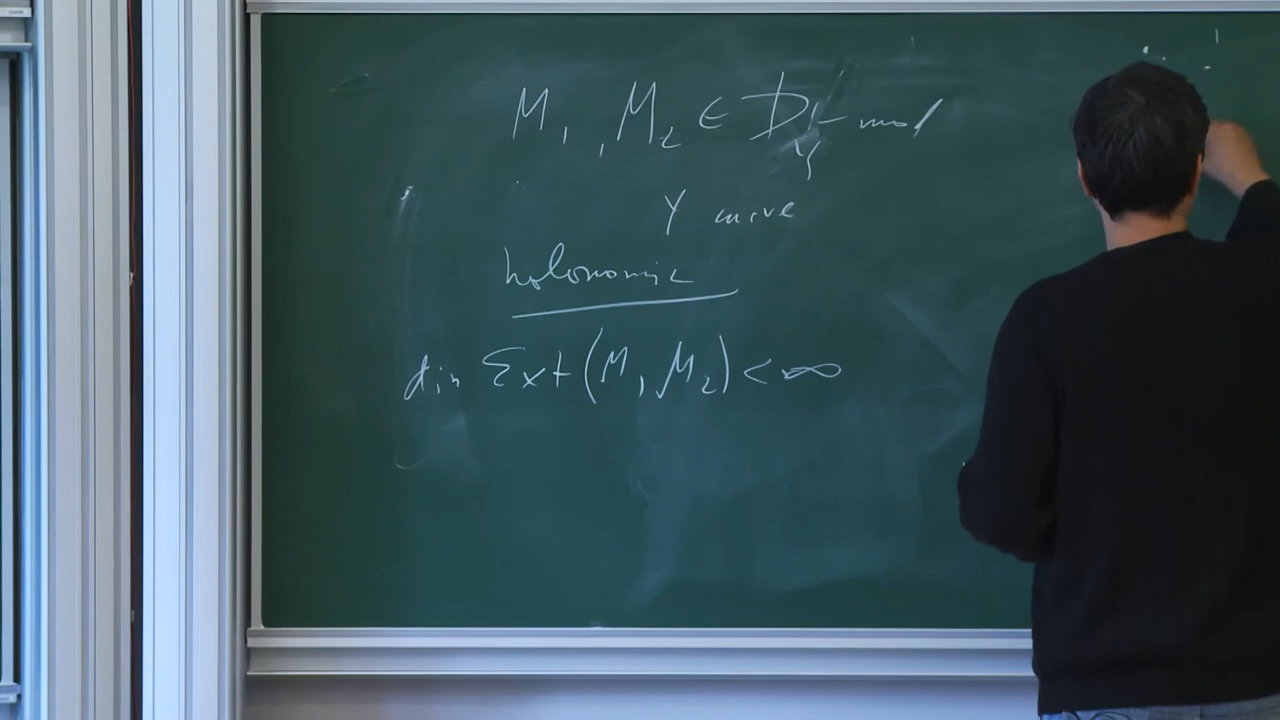 M₁, M₂ ∈ D_Y-mod
Y curve
holonomic
dim Ext(M₁, M₂) < ∞